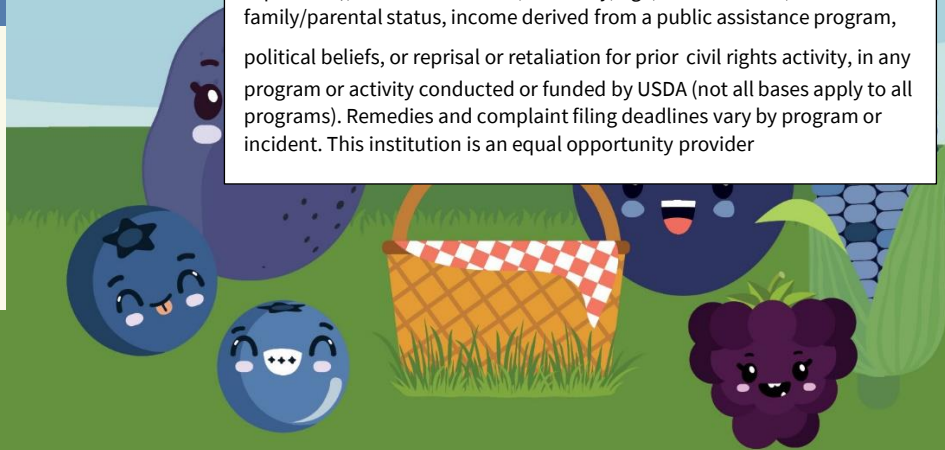 family/parental status, income derived from a public assistance program,
political beliefs, or reprisal or retaliation for prior civil rights activity, in any
program or activity conducted or funded by USDA (not all bases apply to all
programs). Remedies and complaint filing deadlines vary by program or
incident. This institution is an equal opportunity provider